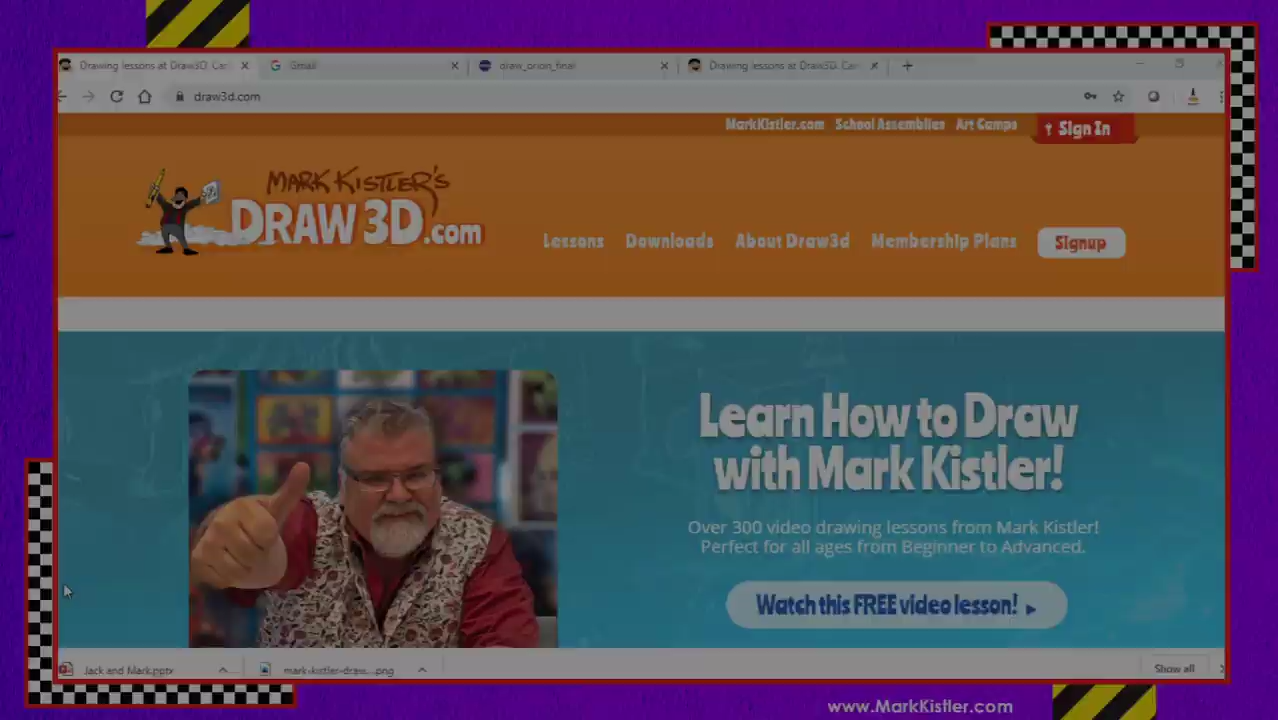 Drawing lessons at Draw3D. Car
Gmail
draw_orion_final
Drawing lessons at Draw3D. Car
draw3d.com
MarkKistler.com School Assemblies Art Camps Sign In
MARK KISTLER'S
DRAW 3D.com
Lessons Downloads About Draw3d Membership Plans Signup
Learn How to Draw
with Mark Kistler!
Over 300 video drawing lessons from Mark Kistler!
Perfect for all ages from Beginner to Advanced.
Watch this FREE video lesson!
Jack and Mark.pptx
mark-kistler-draw....png
Show all
www.MarkKistler.com